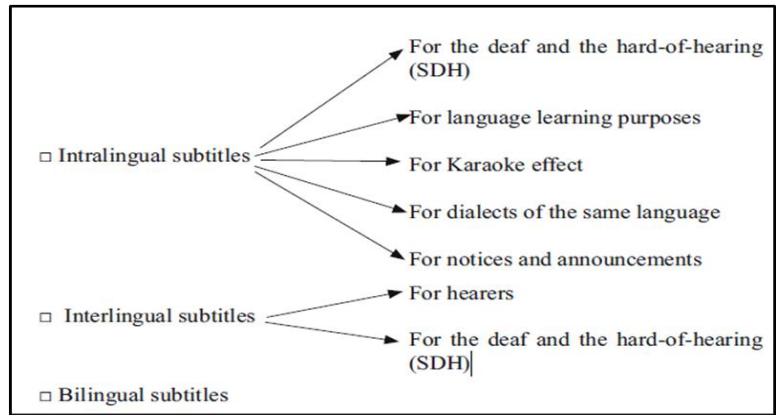 For the deaf and the hard-of-hearing
(SDH)
For language learning purposes
□ Intralingual subtitles
For Karaoke effect
For dialects of the same language
For notices and announcements
For hearers
□ Interlingual subtitles
For the deaf and the hard-of-hearing
(SDH)
□ Bilingual subtitles